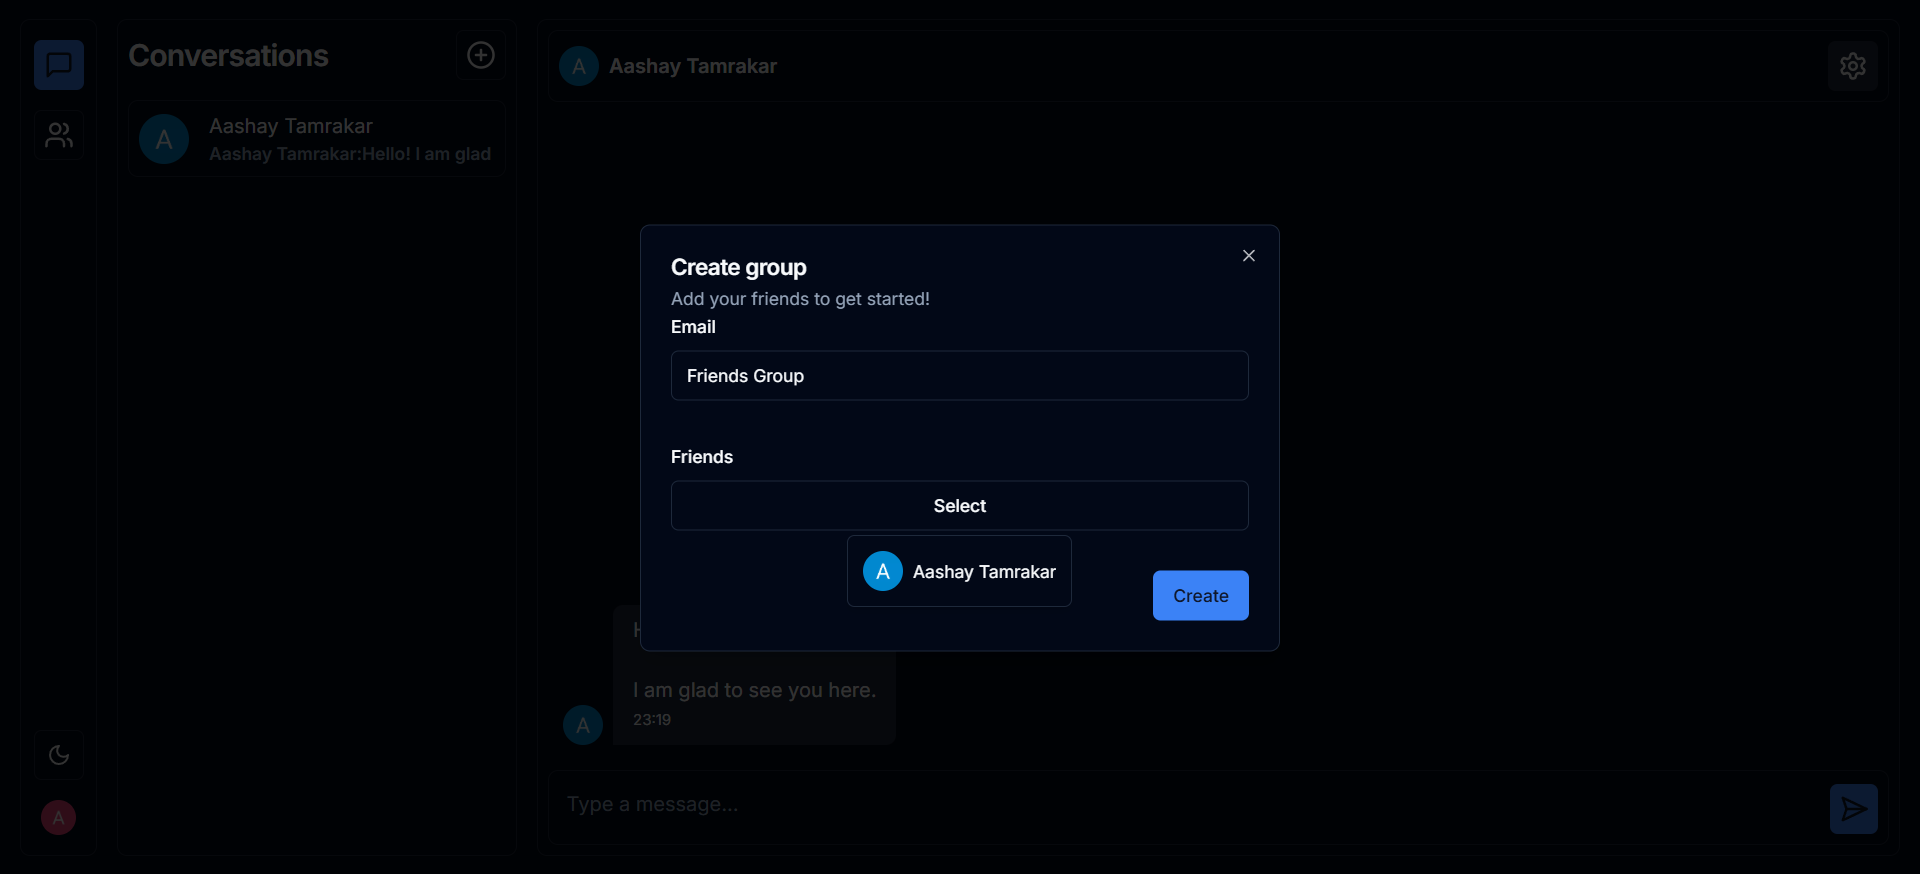 Conversations
A
Aashay Tamrakar
Aashay Tamrakar:Hello! I am glad
A
A
Aashay Tamrakar
Create group
Add your friends to get started!
Email
Friends Group
Friends
Select
A
Aashay Tamrakar
Create
I am glad to see you here.
23:19
A
Type a message...